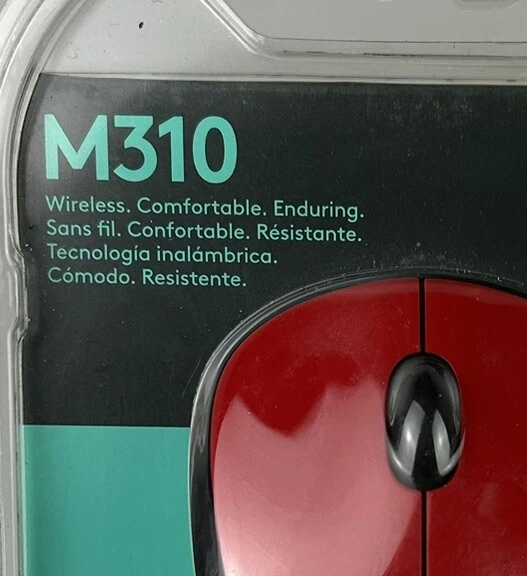 M310
Wireless. Comfortable. Enduring.
Sans fil. Confortable. Résistante.
Tecnología inalámbrica.
Cómodo. Resistente.